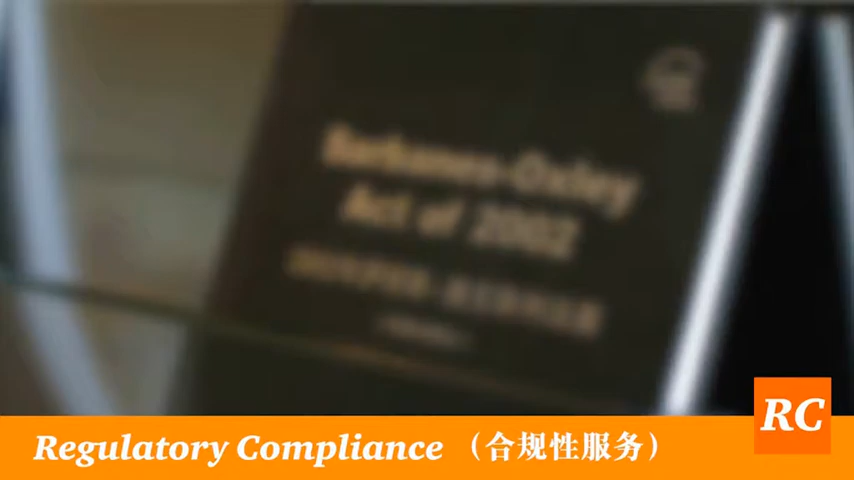 Sarbanes-Oxley
Act of 2002
RC
Regulatory Compliance （合规性服务）